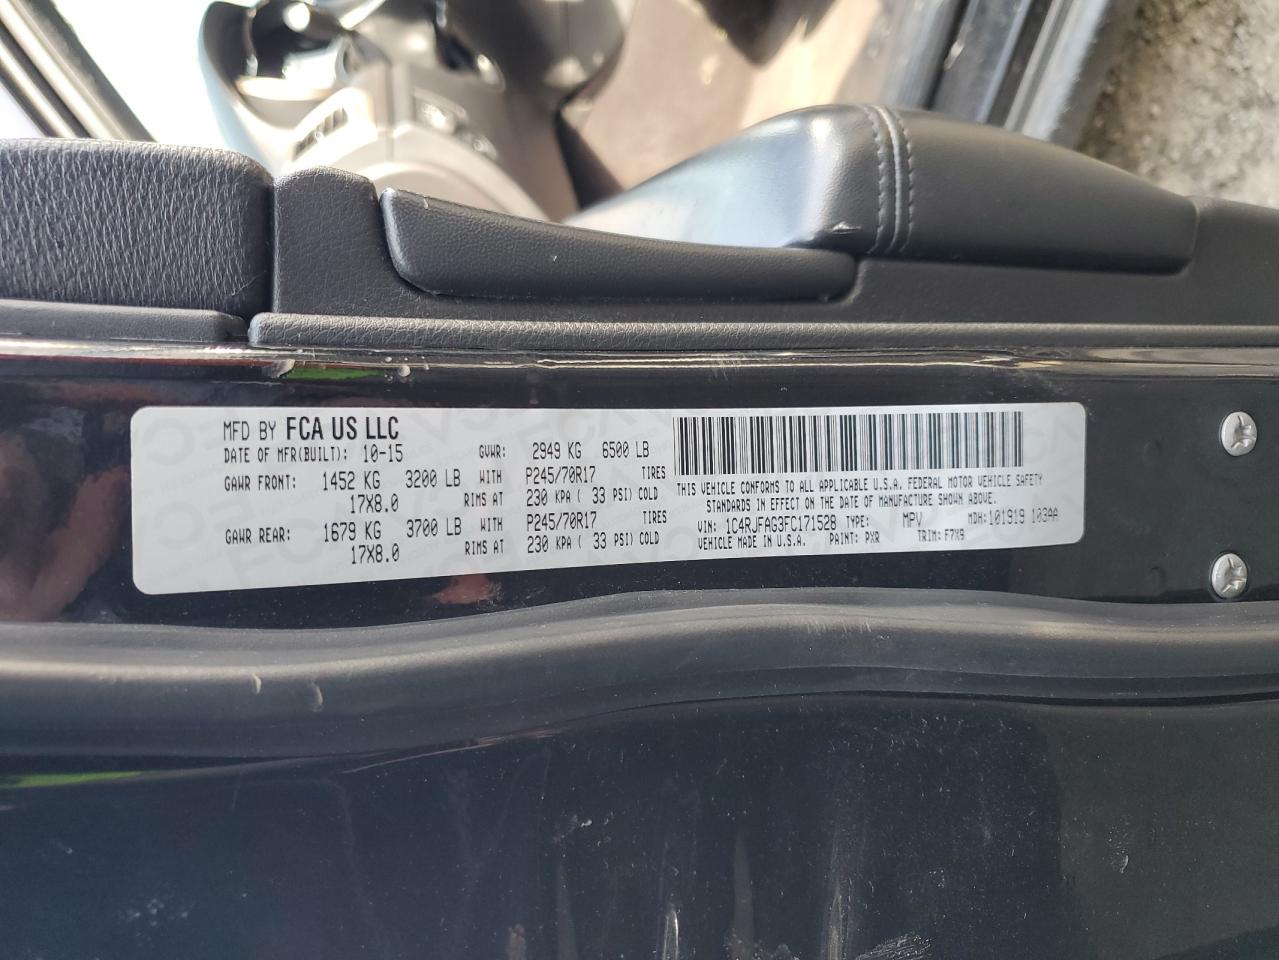 MFD BY FCA US LLC
DATE OF MFR(BUILT): 10-15 GVWR: 2949 KG 6500 LB
GAWR FRONT: 1452 KG 3200 LB WITH P245/70R17 TIRES
17X8.0 RIMS AT 230 KPA ( 33 PSI) COLD
GAWR REAR: 1679 KG 3700 LB WITH P245/70R17 TIRES
17X8.0 RIMS AT 230 KPA ( 33 PSI) COLD
THIS VEHICLE CONFORMS TO ALL APPLICABLE U.S.A. FEDERAL MOTOR VEHICLE SAFETY
STANDARDS IN EFFECT ON THE DATE OF MANUFACTURE SHOWN ABOVE.
VIN: 1C4RJFAG3FC171528 TYPE: MPV MDH: 101919 103AA
VEHICLE MADE IN U.S.A. PAINT: PXR TRIM: F7X9